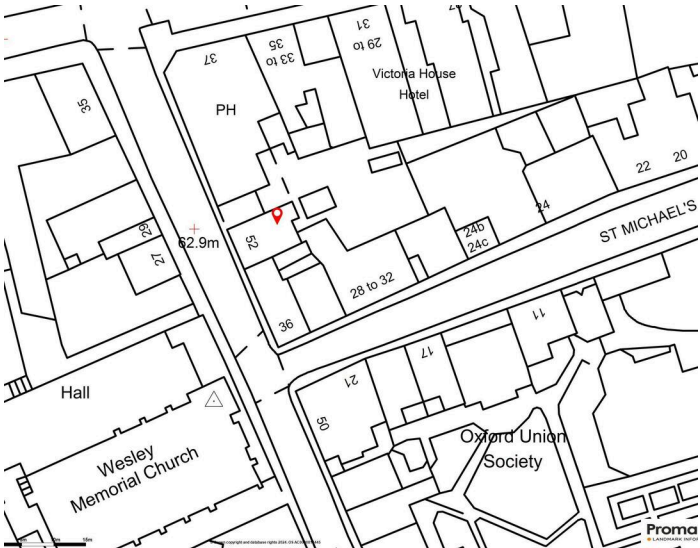 31
29 to
35
33 to
37
Victoria House
Hotel
PH
35
22
20
24
24b
24c
ST MICHAEL'S
29
27
62.9m
52
28 to 32
36
11
17
21
50
Hall
Wesley
Memorial Church
Oxford Union
Society
Proma
LANDMARK INFOR